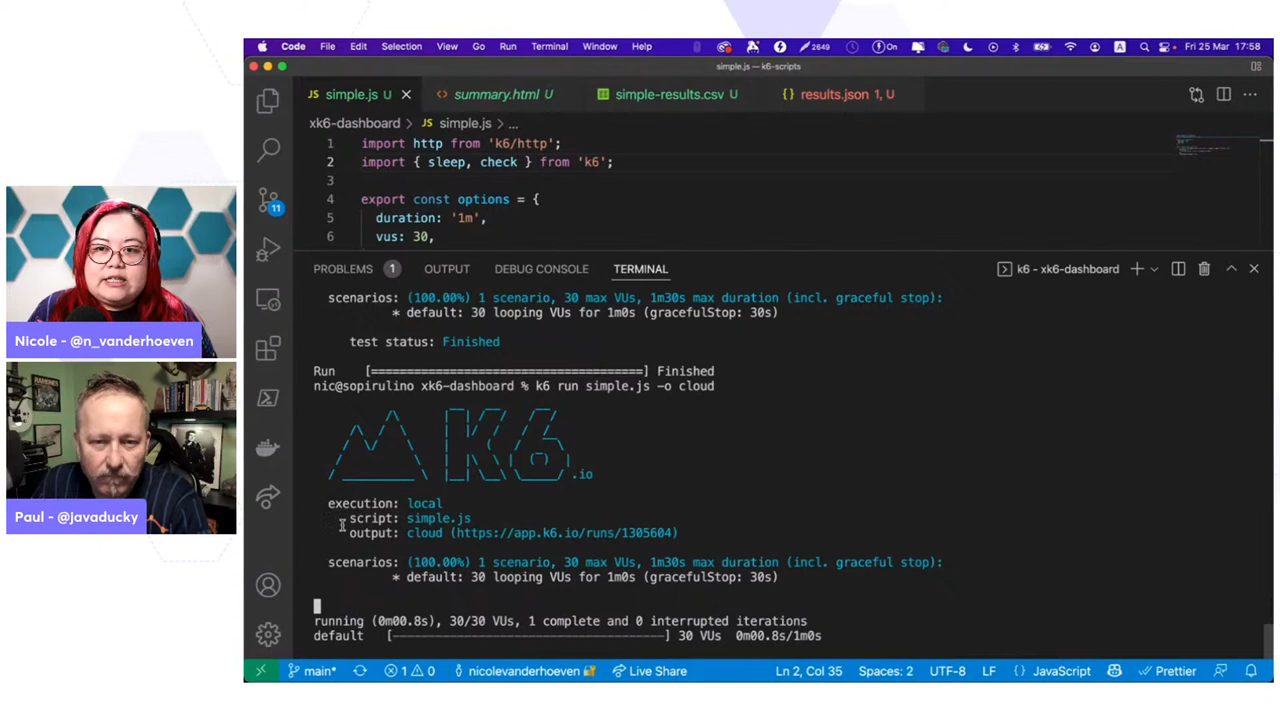 Code File Edit Selection View Go Run Terminal Window Help 2649 On A Fri 25 Mar 17:58
simple.js — k6-scripts
JS simple.js U
summary.html U
simple-results.csv U
{} results.json 1, U
xk6-dashboard > JS simple.js > ...
1 import http from 'k6/http';
2 import { sleep, check } from 'k6';
3
4 export const options = {
5 duration: '1m',
6 vus: 30,
11
PROBLEMS 1 OUTPUT DEBUG CONSOLE TERMINAL k6 - xk6-dashboard
scenarios: (100.00%) 1 scenario, 30 max VUs, 1m30s max duration (incl. graceful stop):
* default: 30 looping VUs for 1m0s (gracefulStop: 30s)
test status: Finished
Run [======================================] Finished
nic@sopirulino xk6-dashboard % k6 run simple.js -o cloud
K6
.io
execution: local
script: simple.js
output: cloud (https://app.k6.io/runs/1305604)
scenarios: (100.00%) 1 scenario, 30 max VUs, 1m30s max duration (incl. graceful stop):
* default: 30 looping VUs for 1m0s (gracefulStop: 30s)
running (0m00.8s), 30/30 VUs, 1 complete and 0 interrupted iterations
default [--------------------------------------] 30 VUs 0m00.8s/1m0s
main* 1 0 nicolevanderhoeven Live Share Ln 2, Col 35 Spaces: 2 UTF-8 LF {} JavaScript Prettier
Nicole - @n_vanderhoeven
RAMONES
Paul - @javaducky